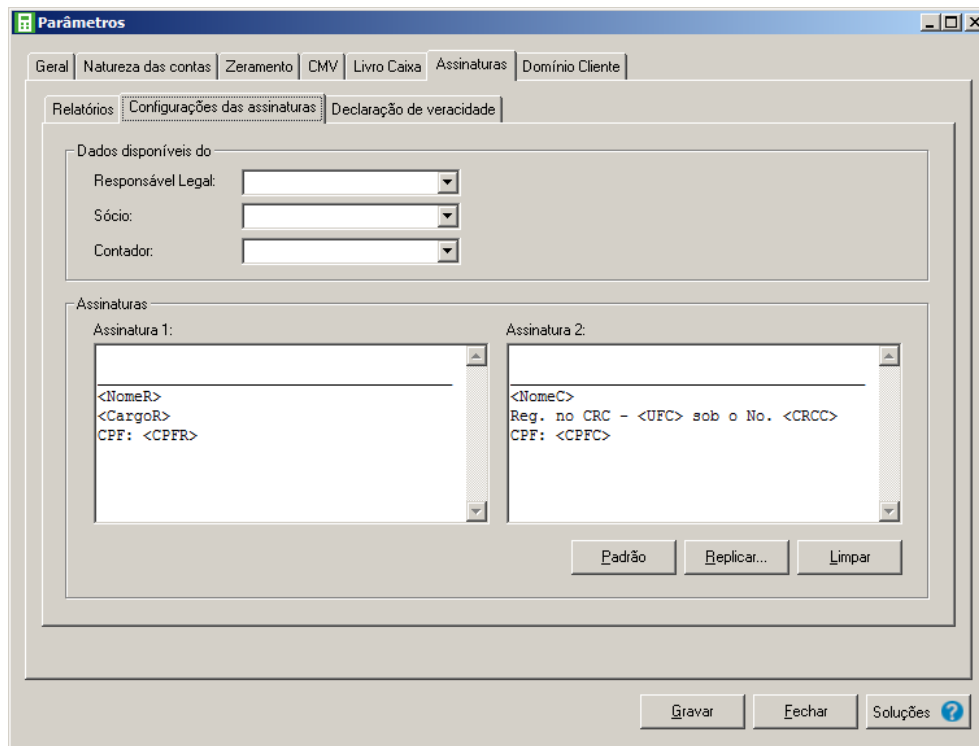 Parâmetros
Geral Natureza das contas Zeramento CMV Livro Caixa Assinaturas Domínio Cliente
Relatórios Configurações das assinaturas Declaração de veracidade
Dados disponíveis do
Responsável Legal:
Sócio:
Contador:
Assinaturas
Assinatura 1: Assinatura 2:
<NomeR> <NomeC>
<CargoR> Reg. no CRC - <UFC> sob o No. <CRCC>
CPF: <CPFR> CPF: <CPFC>
Padrão Replicar... Limpar
Gravar Fechar Soluções ?